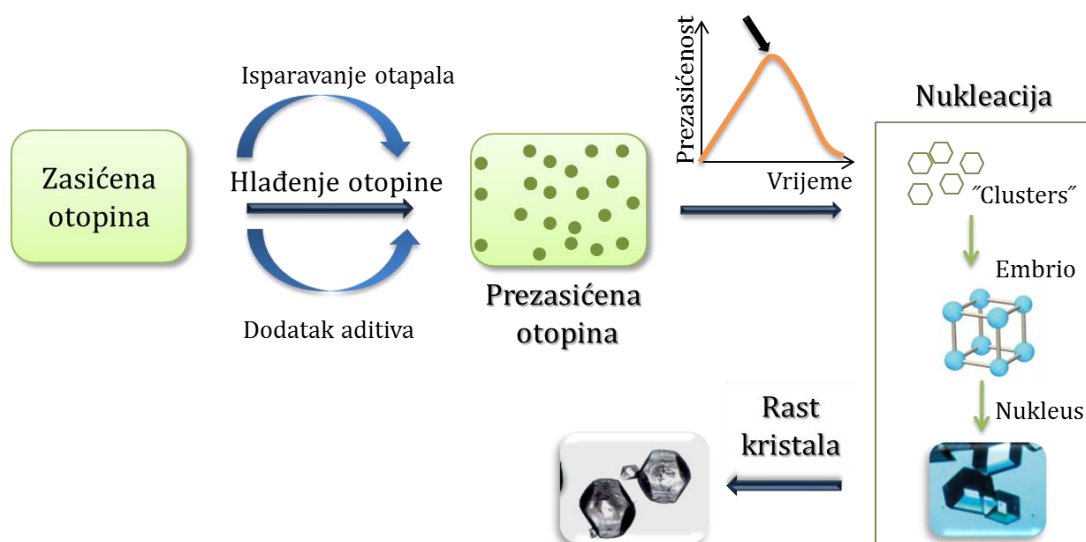 Zasićena
otopina
Isparavanje otapala
Hlađenje otopine
Dodatak aditiva
Prezasićena
otopina
Prezasićenost
Vrijeme
Nukleacija
˝Clusters˝
Embrio
Nukleus
Rast
kristala